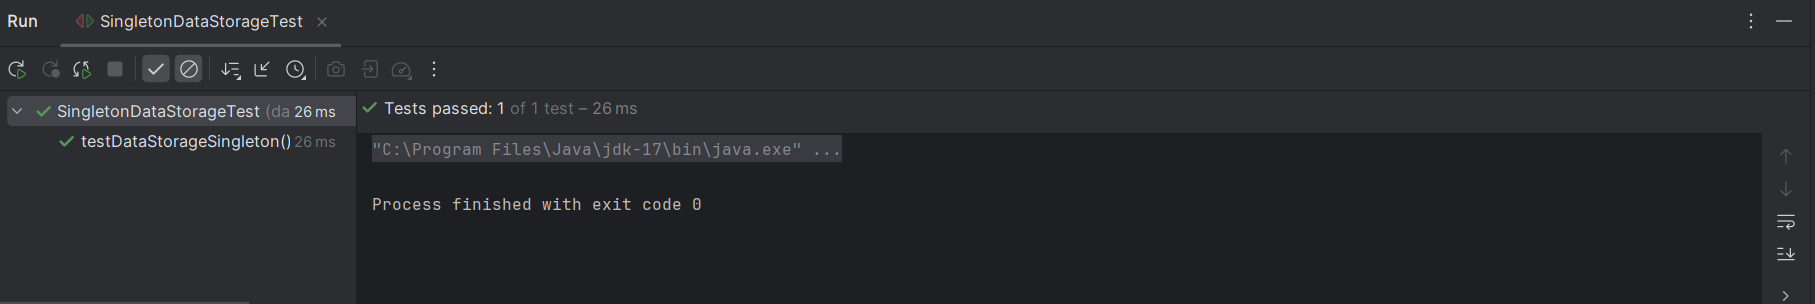 Run SingletonDataStorageTest
SingletonDataStorageTest (da 26 ms
testDataStorageSingleton() 26 ms
Tests passed: 1 of 1 test – 26 ms
"C:\Program Files\Java\jdk-17\bin\java.exe" ...
Process finished with exit code 0